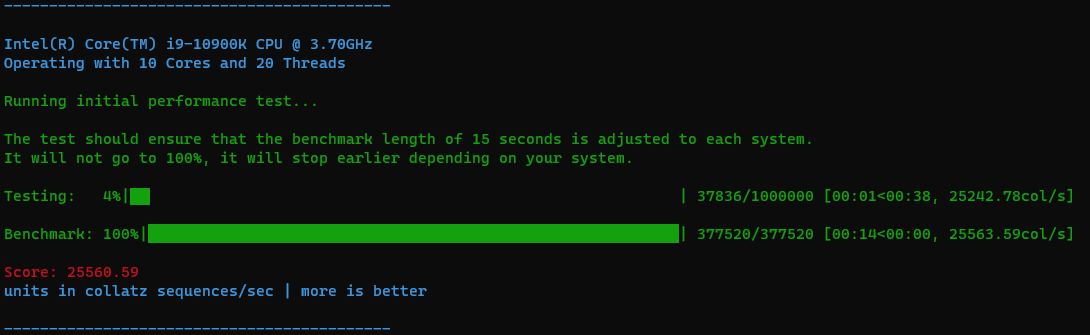 -------------------------------------------
Intel(R) Core(TM) i9-10900K CPU @ 3.70GHz
Operating with 10 Cores and 20 Threads
Running initial performance test...
The test should ensure that the benchmark length of 15 seconds is adjusted to each system.
It will not go to 100%, it will stop earlier depending on your system.
Testing:   4%|██                                                          | 37836/1000000 [00:01<00:38, 25242.78col/s]
Benchmark: 100%|███████████████████████████████████████████████████████████| 377520/377520 [00:14<00:00, 25563.59col/s]
Score: 25560.59
units in collatz sequences/sec | more is better
-------------------------------------------